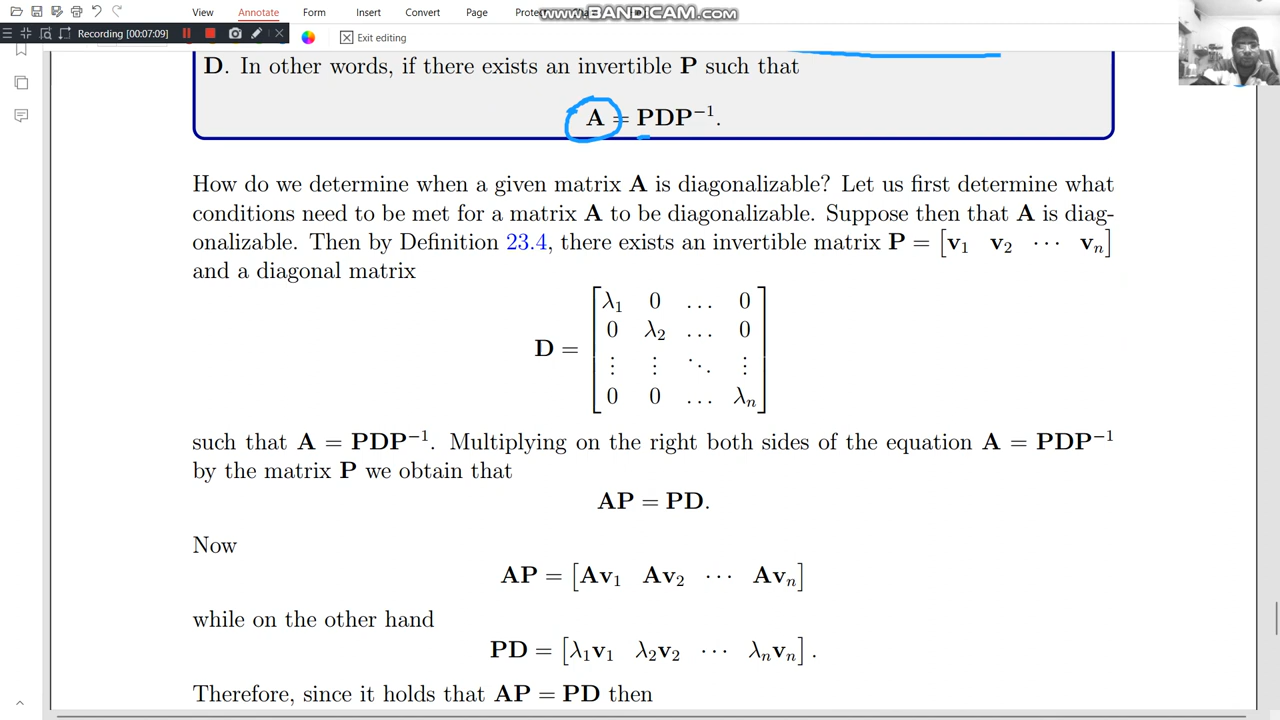 View Annotate Form Insert Convert Page
www.BANDICAM.com
Recording [00:07:09]
Exit editing
D. In other words, if there exists an invertible P such that
A = PDP⁻¹.
How do we determine when a given matrix A is diagonalizable? Let us first determine what
conditions need to be met for a matrix A to be diagonalizable. Suppose then that A is diag-
onalizable. Then by Definition 23.4, there exists an invertible matrix P = [v₁ v₂ ⋯ vₙ]
and a diagonal matrix
λ₁ 0 … 0
0 λ₂ … 0
D =
⋮ ⋮ ⋱ ⋮
0 0 … λₙ
such that A = PDP⁻¹. Multiplying on the right both sides of the equation A = PDP⁻¹
by the matrix P we obtain that
AP = PD.
Now
AP = [Av₁ Av₂ ⋯ Avₙ]
while on the other hand
PD = [λ₁v₁ λ₂v₂ ⋯ λₙvₙ] .
Therefore, since it holds that AP = PD then